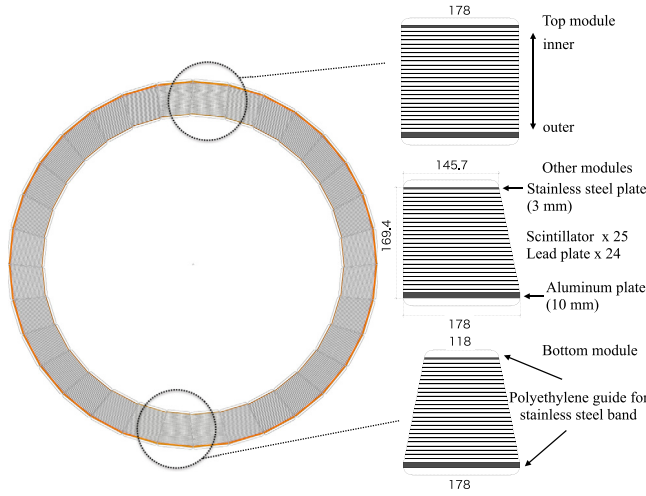 178
Top module
inner
outer
145.7
Other modules
Stainless steel plate
(3 mm)
169.4
Scintillator x 25
Lead plate x 24
Aluminum plate
(10 mm)
178
118
Bottom module
Polyethylene guide for
stainless steel band
178